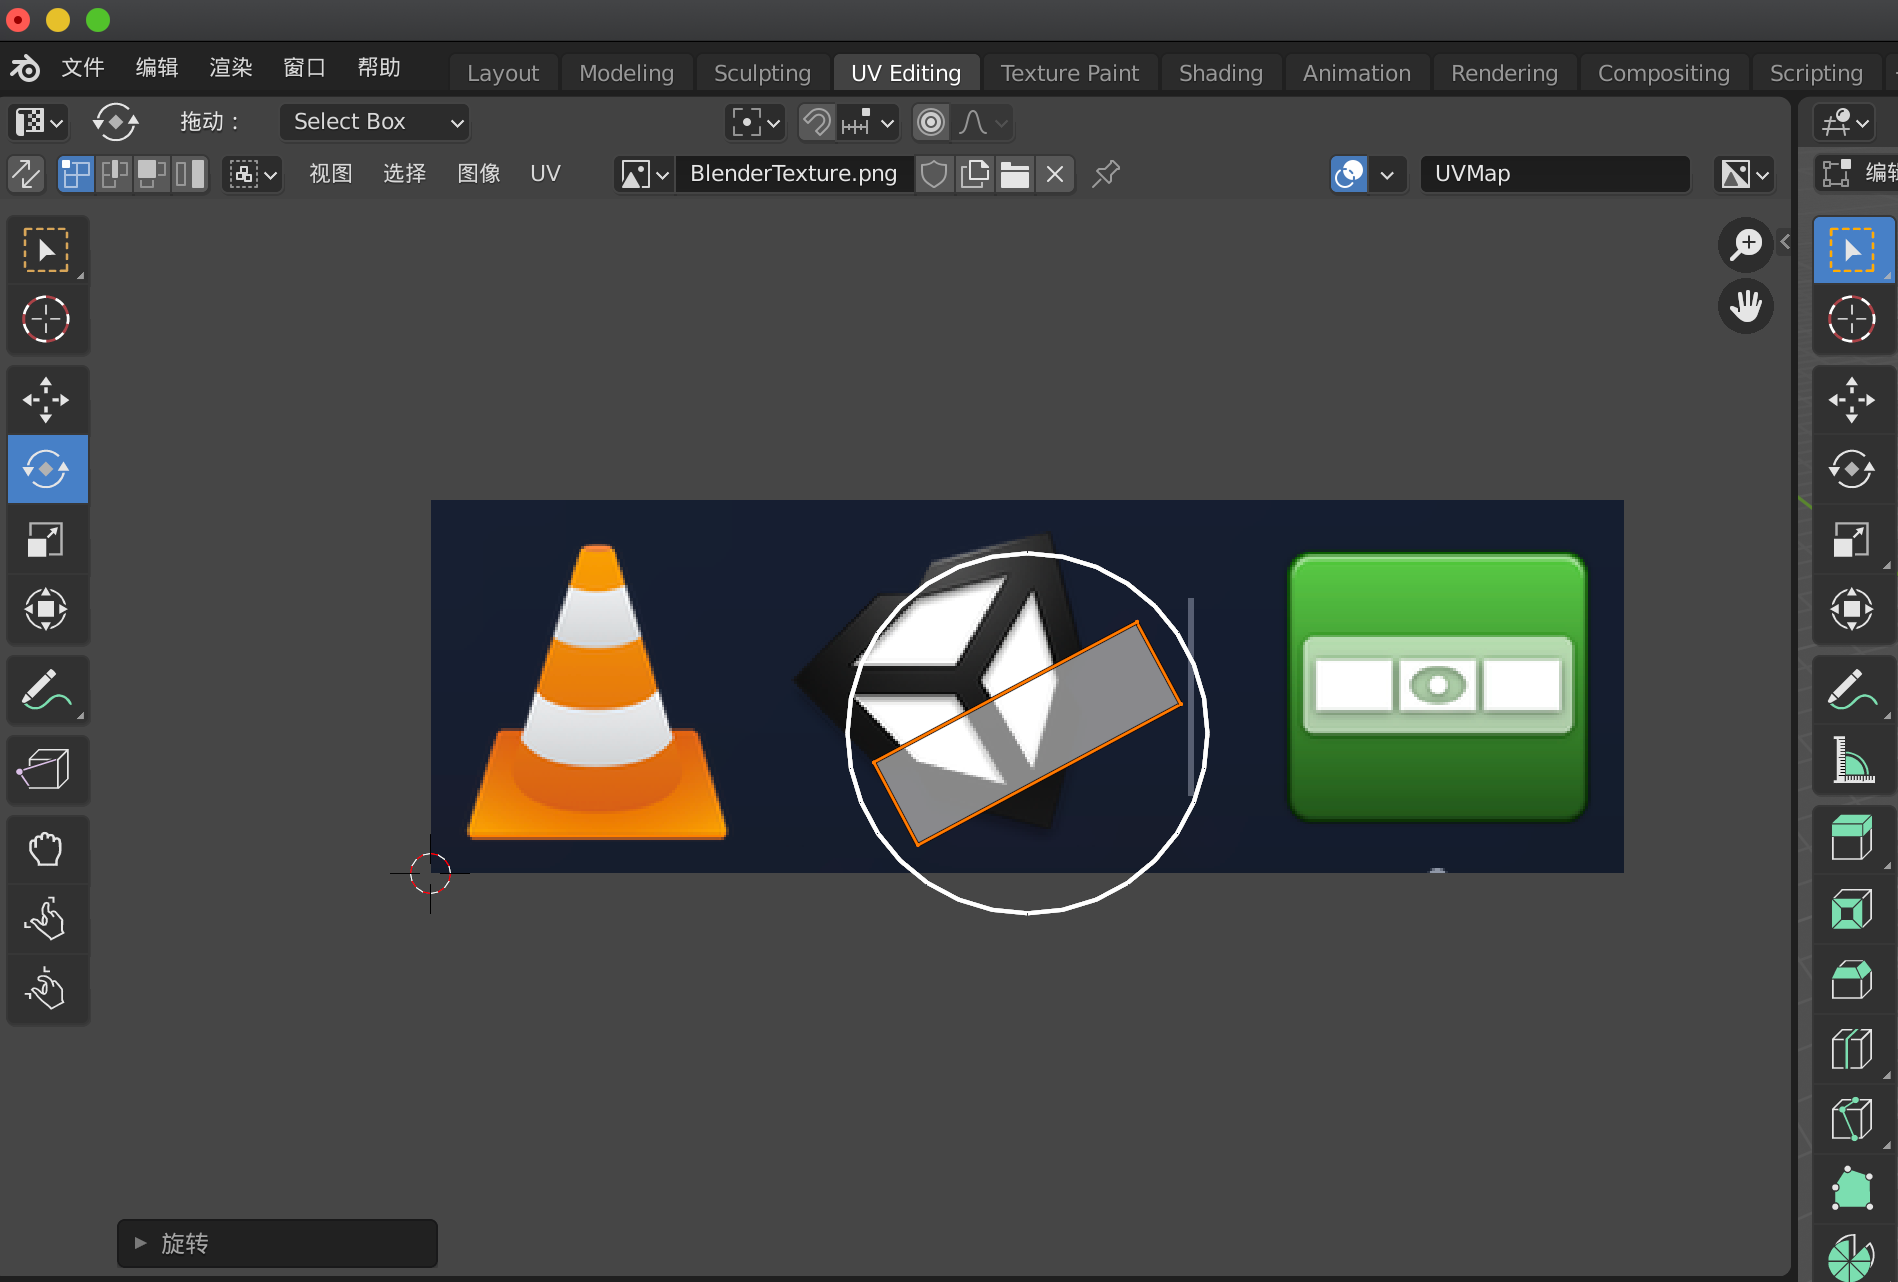 文件 编辑 渲染 窗口 帮助 Layout Modeling Sculpting UV Editing Texture Paint Shading Animation Rendering Compositing Scripting
拖动： Select Box
视图 选择 图像 UV BlenderTexture.png UVMap 编辑
旋转